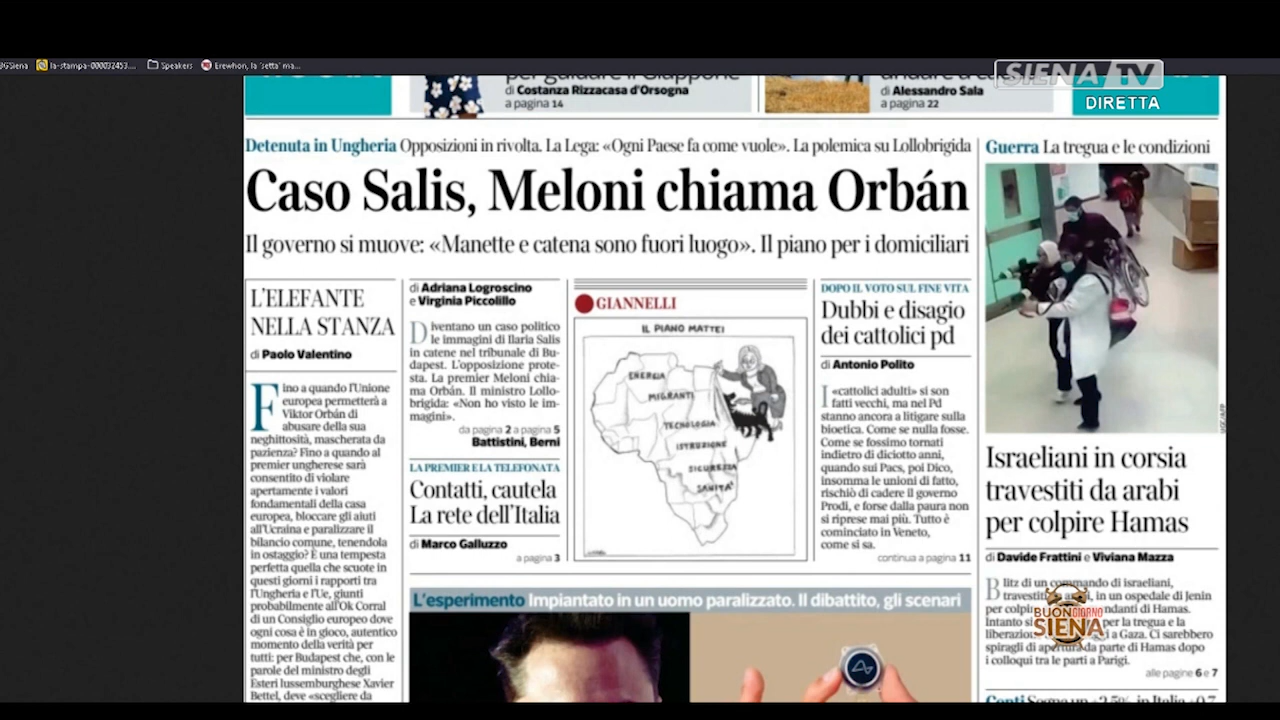 GSiena
la-stampa-000032453...
Speakers
Erewhon, la 'setta' ma...
SIENA TV
DIRETTA
per guidare il Giappone
di Costanza Rizzacasa d'Orsogna
a pagina 14
di Alessandro Sala
a pagina 22
Detenuta in Ungheria Opposizioni in rivolta. La Lega: «Ogni Paese fa come vuole». La polemica su Lollobrigida
Caso Salis, Meloni chiama Orbán
Il governo si muove: «Manette e catena sono fuori luogo». Il piano per i domiciliari
L'ELEFANTE
NELLA STANZA
di Paolo Valentino
Fino a quando l'Unione
europea permetterà a
Viktor Orbán di
abusare della sua
neghittosità, mascherata da
pazienza? Fino a quando al
premier ungherese sarà
consentito di violare
apertamente i valori
fondamentali della casa
europea, bloccare gli aiuti
all'Ucraina e paralizzare il
bilancio comune, tenendola
in ostaggio? È una tempesta
perfetta quella che scuote in
questi giorni i rapporti tra
l'Ungheria e l'Ue, giunti
probabilmente all'Ok Corral
di un Consiglio europeo dove
ogni cosa è in gioco, autentico
momento della verità per
tutti: per Budapest che, con le
parole del ministro degli
Esteri lussemburghese Xavier
Bettel, deve «scegliere da
di Adriana Logroscino
e Virginia Piccolillo
Diventano un caso politico
le immagini di Ilaria Salis
in catene nel tribunale di Bu-
dapest. L'opposizione prote-
sta. La premier Meloni chia-
ma Orbán. Il ministro Lollo-
brigida: «Non ho visto le im-
magini».
da pagina 2 a pagina 5
Battistini, Berni
LA PREMIER E LA TELEFONATA
Contatti, cautela
La rete dell'Italia
di Marco Galluzzo
a pagina 3
GIANNELLI
IL PIANO MATTEI
ENERGIA
MIGRANTI
TECNOLOGIA
ISTRUZIONE
SICUREZZA
SANITA'
DOPO IL VOTO SUL FINE VITA
Dubbi e disagio
dei cattolici pd
di Antonio Polito
I «cattolici adulti» si son
fatti vecchi, ma nel Pd
stanno ancora a litigare sulla
bioetica. Come se nulla fosse.
Come se fossimo tornati
indietro di diciotto anni,
quando sui Pacs, poi Dico,
insomma le unioni di fatto,
rischiò di cadere il governo
Prodi, e forse dalla paura non
si riprese mai più. Tutto è
cominciato in Veneto,
come si sa.
continua a pagina 11
L'esperimento Impiantato in un uomo paralizzato. Il dibattito, gli scenari
Guerra La tregua e le condizioni
Israeliani in corsia
travestiti da arabi
per colpire Hamas
di Davide Frattini e Viviana Mazza
Blitz di un commando di israeliani,
travestiti, in un ospedale di Jenin
per colpi ndanti di Hamas.
Intanto si per la tregua e la
liberazio i a Gaza. Ci sarebbero
spiragli di apertura da parte di Hamas dopo
i colloqui tra le parti a Parigi.
alle pagine 6 e 7
BUONGIORNO
SIENA